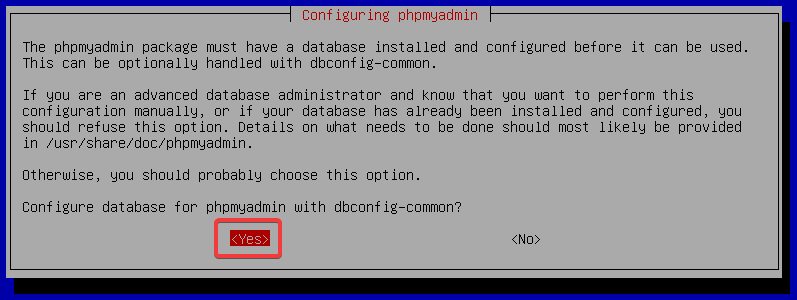 Configuring phpmyadmin
The phpmyadmin package must have a database installed and configured before it can be used.
This can be optionally handled with dbconfig-common.
If you are an advanced database administrator and know that you want to perform this
configuration manually, or if your database has already been installed and configured, you
should refuse this option. Details on what needs to be done should most likely be provided
in /usr/share/doc/phpmyadmin.
Otherwise, you should probably choose this option.
Configure database for phpmyadmin with dbconfig-common?
<Yes> <No>